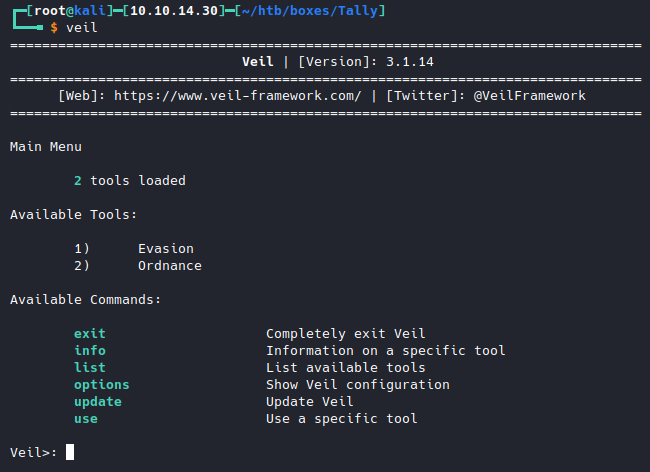 ┌─[root@kali]─[10.10.14.30]─[~/htb/boxes/Tally]
└──╼ $ veil
===============================================================================
Veil | [Version]: 3.1.14
===============================================================================
[Web]: https://www.veil-framework.com/ | [Twitter]: @VeilFramework
===============================================================================
Main Menu
2 tools loaded
Available Tools:
1) Evasion
2) Ordnance
Available Commands:
exit Completely exit Veil
info Information on a specific tool
list List available tools
options Show Veil configuration
update Update Veil
use Use a specific tool
Veil>: